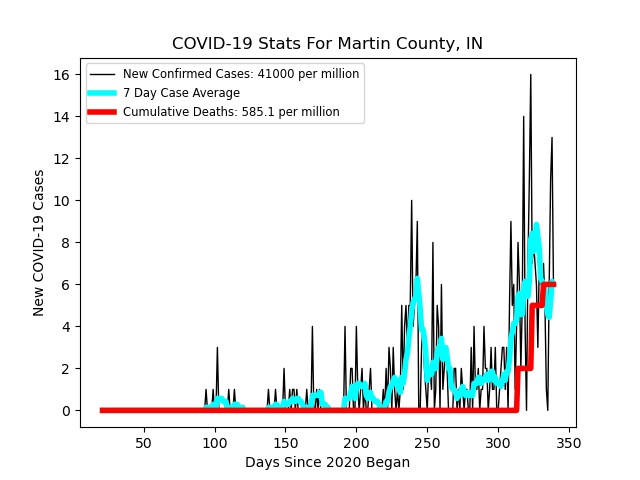 COVID-19 Stats For Martin County, IN
New Confirmed Cases: 41000 per million
7 Day Case Average
Cumulative Deaths: 585.1 per million
New COVID-19 Cases
16
14
12
10
8
6
4
2
0
50 100 150 200 250 300 350
Days Since 2020 Began